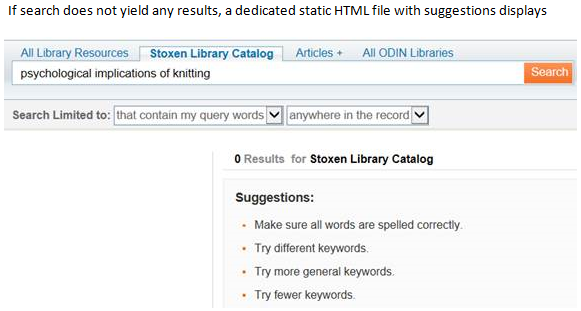 If search does not yield any results, a dedicated static HTML file with suggestions displays
All Library Resources Stoxen Library Catalog Articles + All ODIN Libraries
psychological implications of knitting Search
Search Limited to: that contain my query words anywhere in the record
0 Results for Stoxen Library Catalog
Suggestions:
• Make sure all words are spelled correctly.
• Try different keywords.
• Try more general keywords.
• Try fewer keywords.